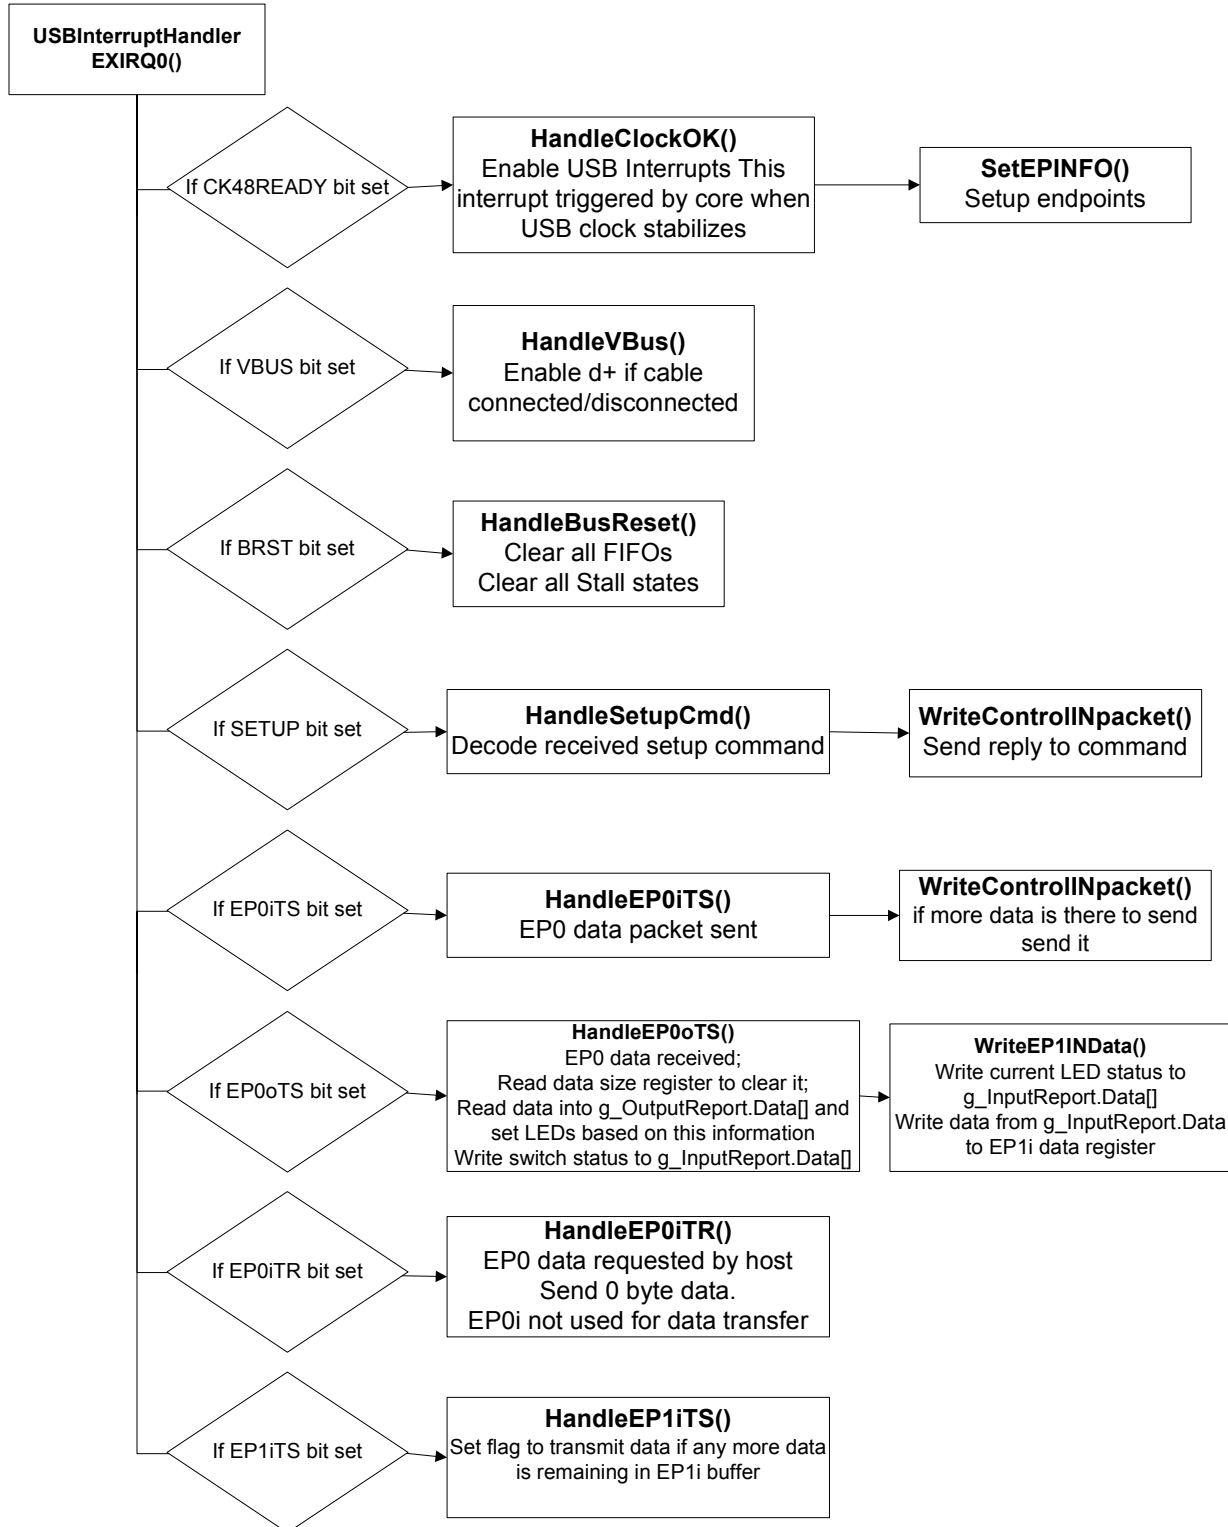 USBInterruptHandler
EXIRQ0()
If CK48READY bit set
HandleClockOK()
Enable USB Interrupts This
interrupt triggered by core when
USB clock stabilizes
SetEPINFO()
Setup endpoints
If VBUS bit set
HandleVBus()
Enable d+ if cable
connected/disconnected
If BRST bit set
HandleBusReset()
Clear all FIFOs
Clear all Stall states
If SETUP bit set
HandleSetupCmd()
Decode received setup command
WriteControlINpacket()
Send reply to command
If EP0iTS bit set
HandleEP0iTS()
EP0 data packet sent
WriteControlINpacket()
if more data is there to send
send it
If EP0oTS bit set
HandleEP0oTS()
EP0 data received;
Read data size register to clear it;
Read data into g_OutputReport.Data[] and
set LEDs based on this information
Write switch status to g_InputReport.Data[]
WriteEP1INData()
Write current LED status to
g_InputReport.Data[]
Write data from g_InputReport.Data
to EP1i data register
If EP0iTR bit set
HandleEP0iTR()
EP0 data requested by host
Send 0 byte data.
EP0i not used for data transfer
If EP1iTS bit set
HandleEP1iTS()
Set flag to transmit data if any more data
is remaining in EP1i buffer